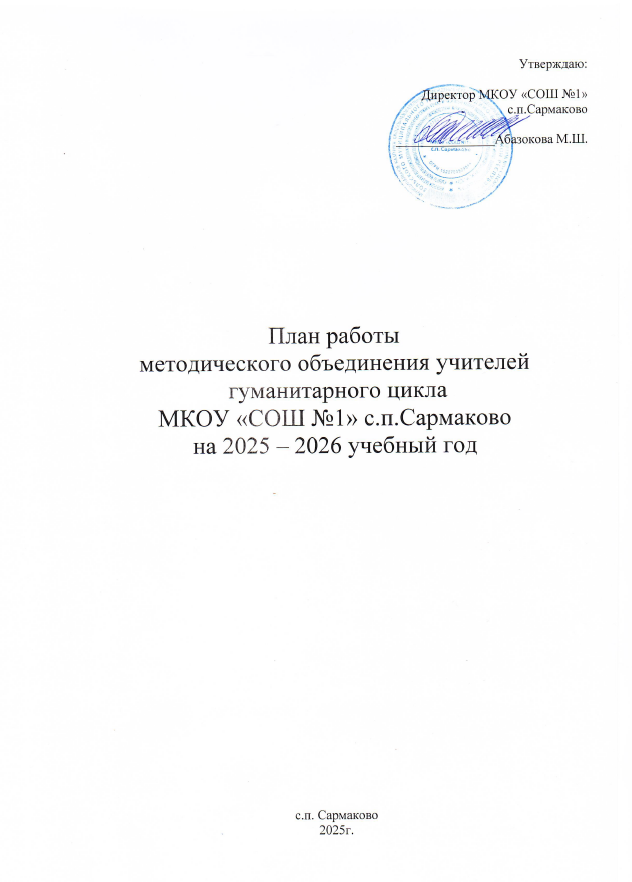 Утверждаю:
Директор МКОУ «СОШ №1»
с.п.Сармаково
Абазокова М.Ш.
с.п. Сармаково
План работы
методического объединения учителей
гуманитарного цикла
МКОУ «СОШ №1» с.п.Сармаково
на 2025 – 2026 учебный год
с.п. Сармаково
2025г.